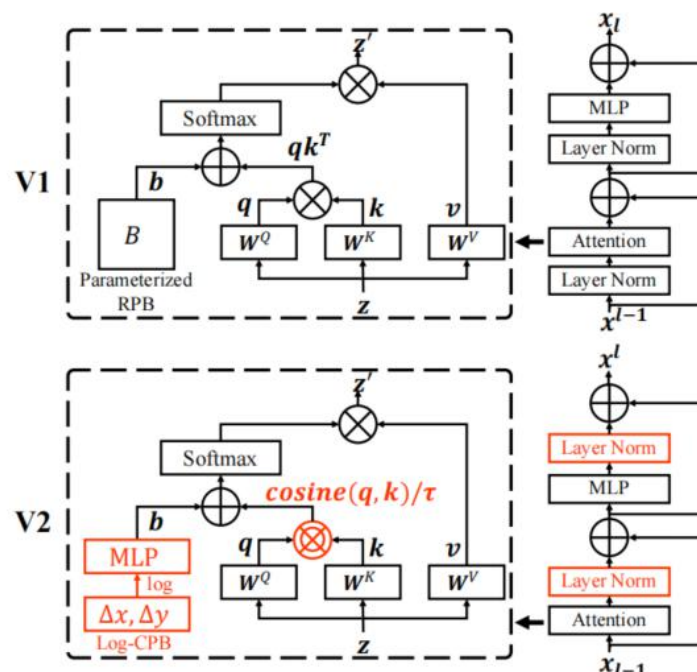 z′
Softmax
qk^T
V1
b
B
Parameterized
RPB
q
k
v
W^Q
W^K
W^V
z
x_l
MLP
Layer Norm
Attention
Layer Norm
x^{l-1}
z′
Softmax
cosine(q, k)/τ
V2
b
MLP
log
Δx, Δy
Log-CPB
q
k
v
W^Q
W^K
W^V
z
x^l
Layer Norm
MLP
Layer Norm
Attention
x_{l-1}